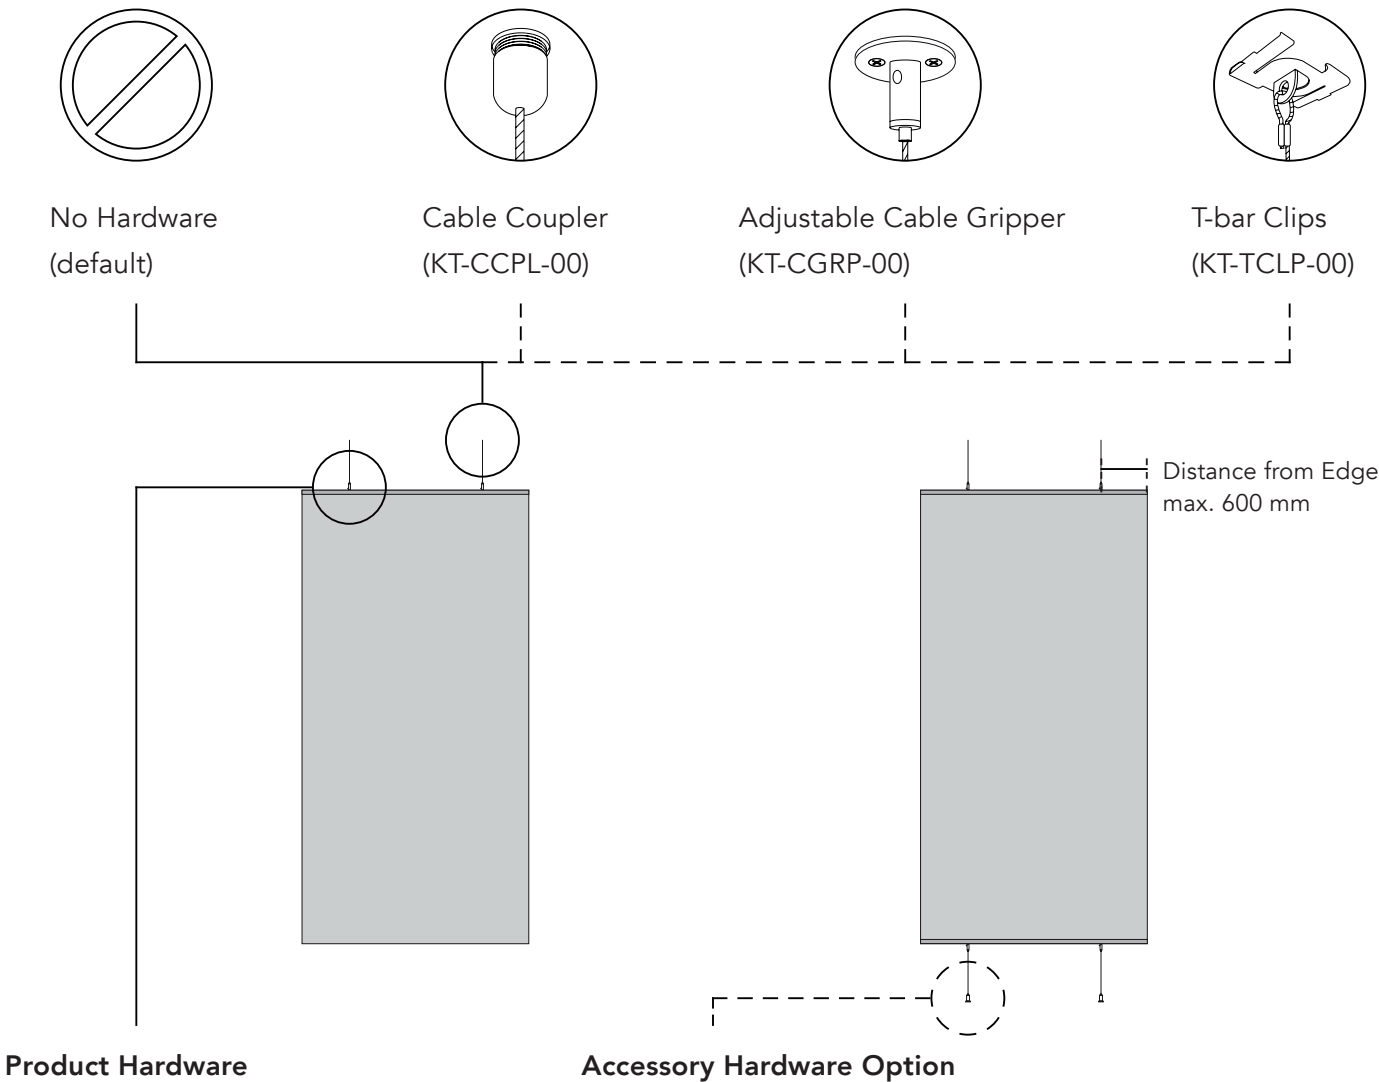 No Hardware
(default)
Cable Coupler
(KT-CCPL-00)
Adjustable Cable Gripper
(KT-CGRP-00)
T-bar Clips
(KT-TCLP-00)
Distance from Edge
max. 600 mm
Product Hardware
Accessory Hardware Option